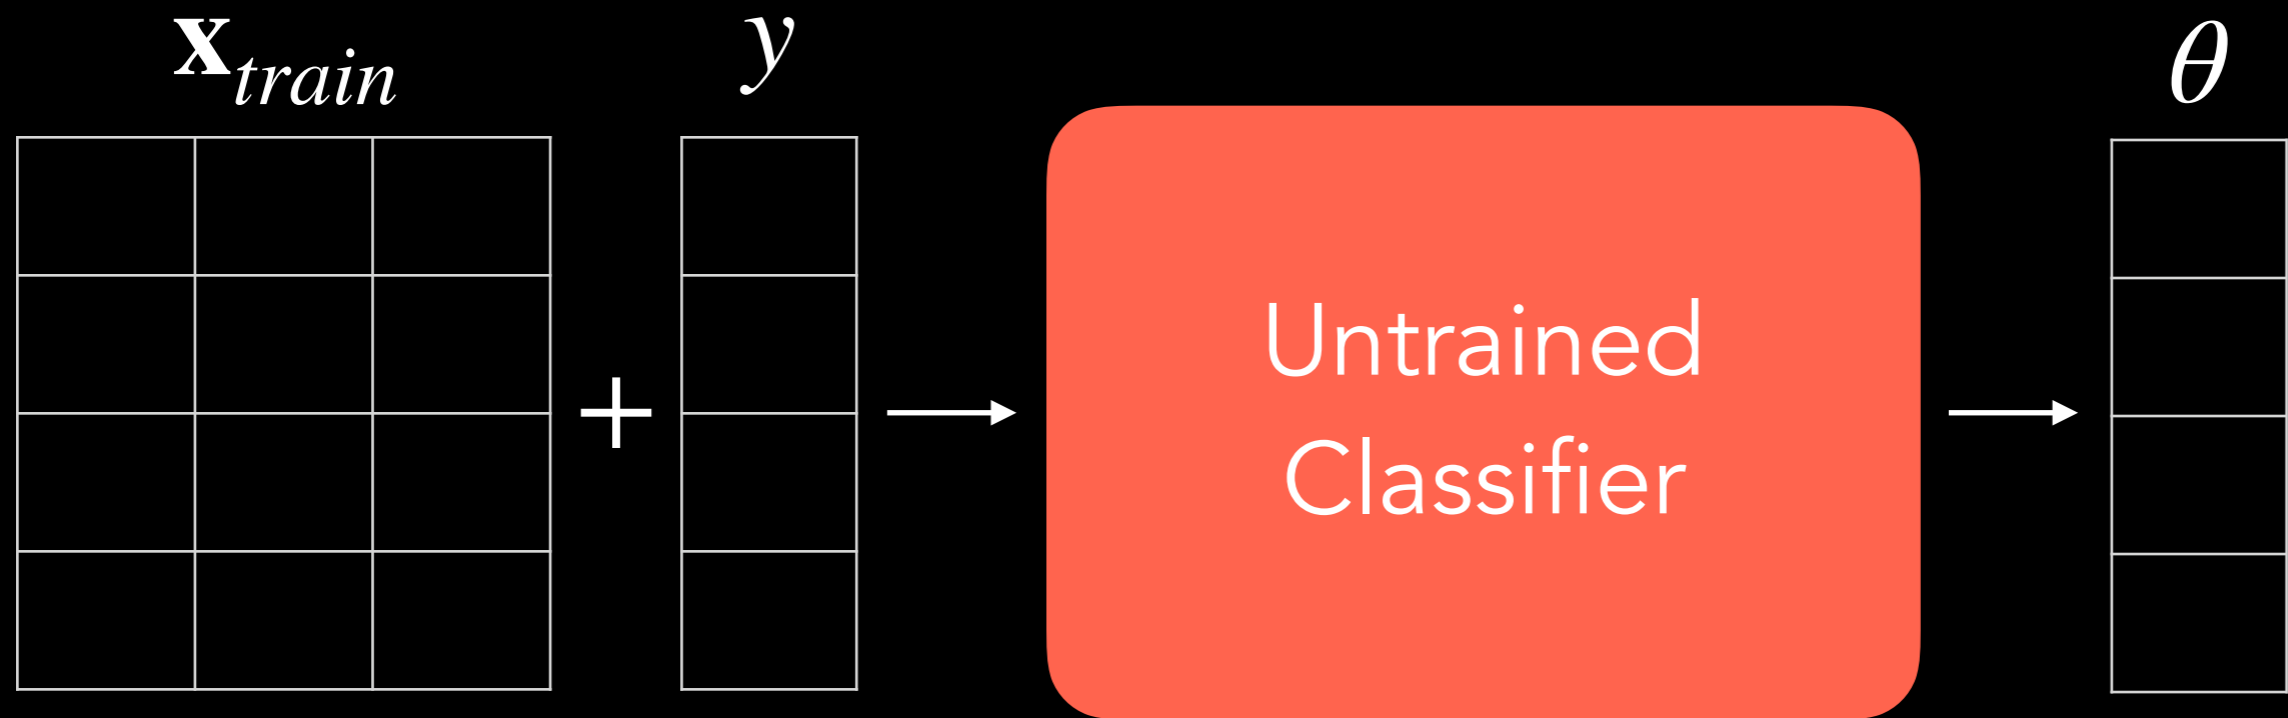 𝐱_train
y
θ
+
Untrained
Classifier